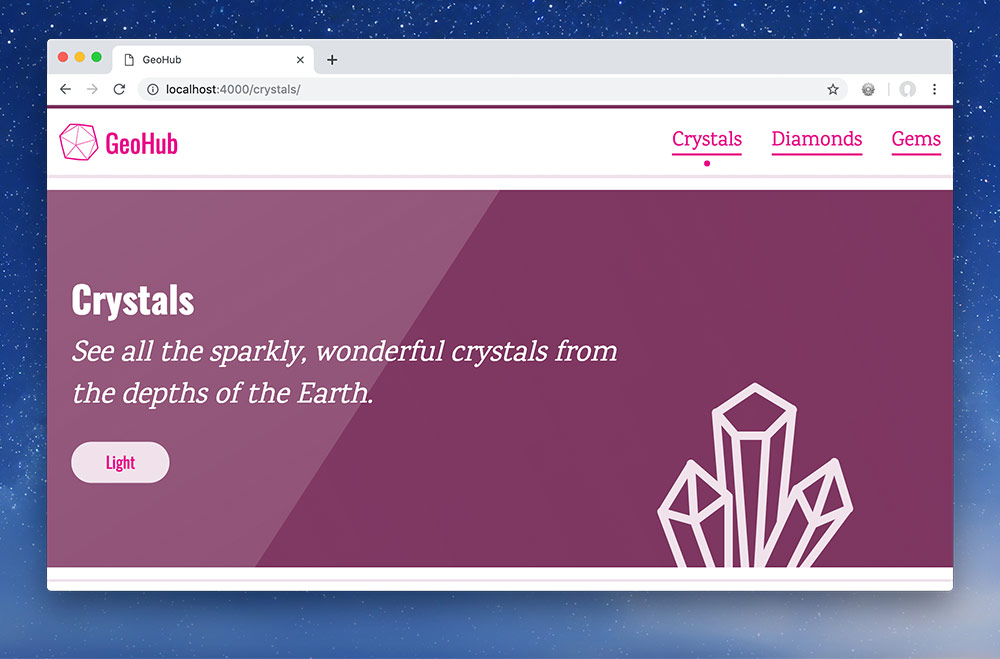 GeoHub
localhost:4000/crystals/
GeoHub
Crystals Diamonds Gems
Crystals
See all the sparkly, wonderful crystals from
the depths of the Earth.
Light